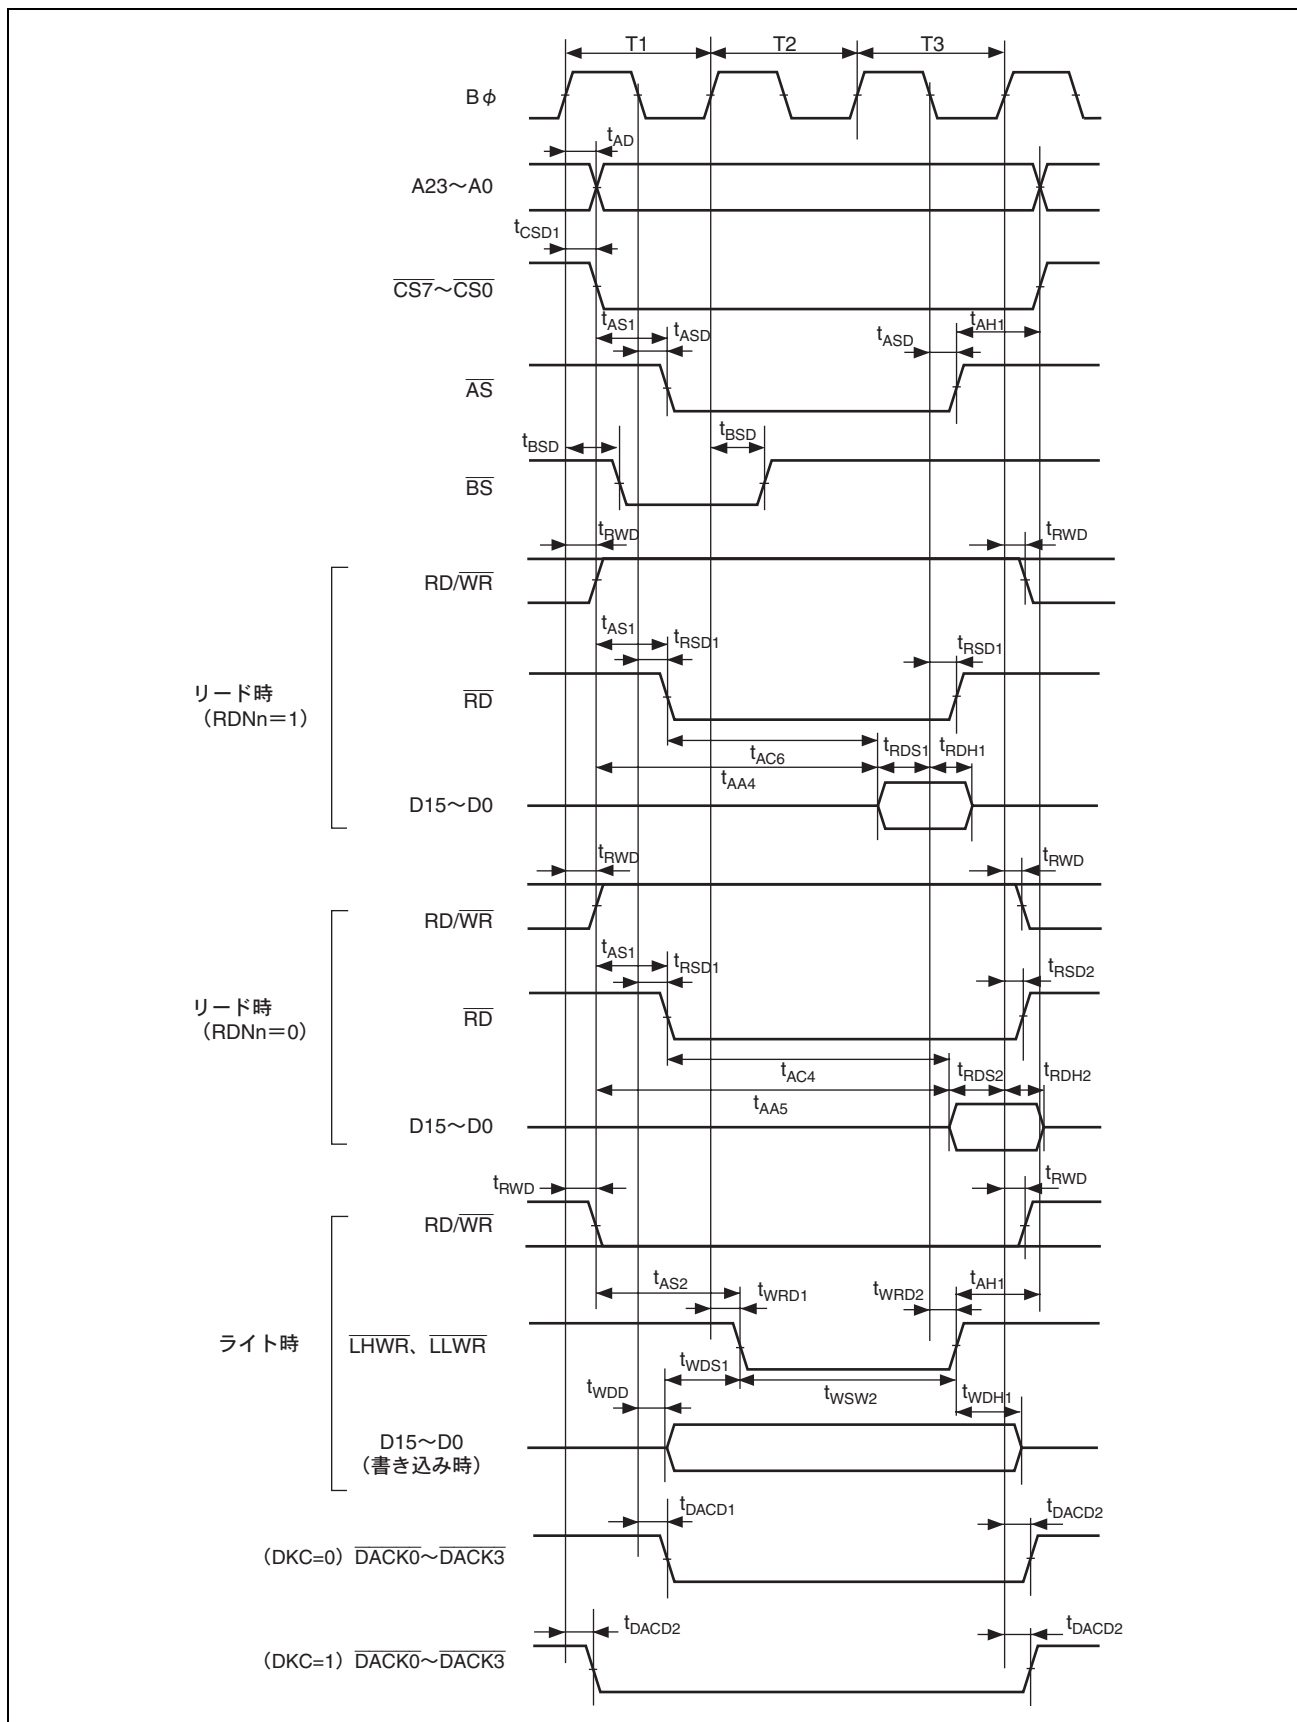 T1 T2 T3
Bφ
tAD
A23～A0
tCSD1
CS7～CS0
tAS1 tASD tASD tAH1
AS
tBSD tBSD
BS
tRWD tRWD
RD/WR
tAS1 tRSD1 tRSD1
リード時
（RDNn＝1）
RD
tAC6 tRDS1 tRDH1
tAA4
D15～D0
tRWD tRWD
RD/WR
tAS1 tRSD1 tRSD2
リード時
（RDNn＝0）
RD
tAC4 tRDS2 tRDH2
tAA5
D15～D0
tRWD tRWD
RD/WR
tAS2 tWRD1 tWRD2 tAH1
ライト時
LHWR、LLWR
tWDD tWDS1 tWSW2 tWDH1
D15～D0
（書き込み時）
tDACD1 tDACD2
（DKC=0）DACK0～DACK3
tDACD2 tDACD2
（DKC=1）DACK0～DACK3